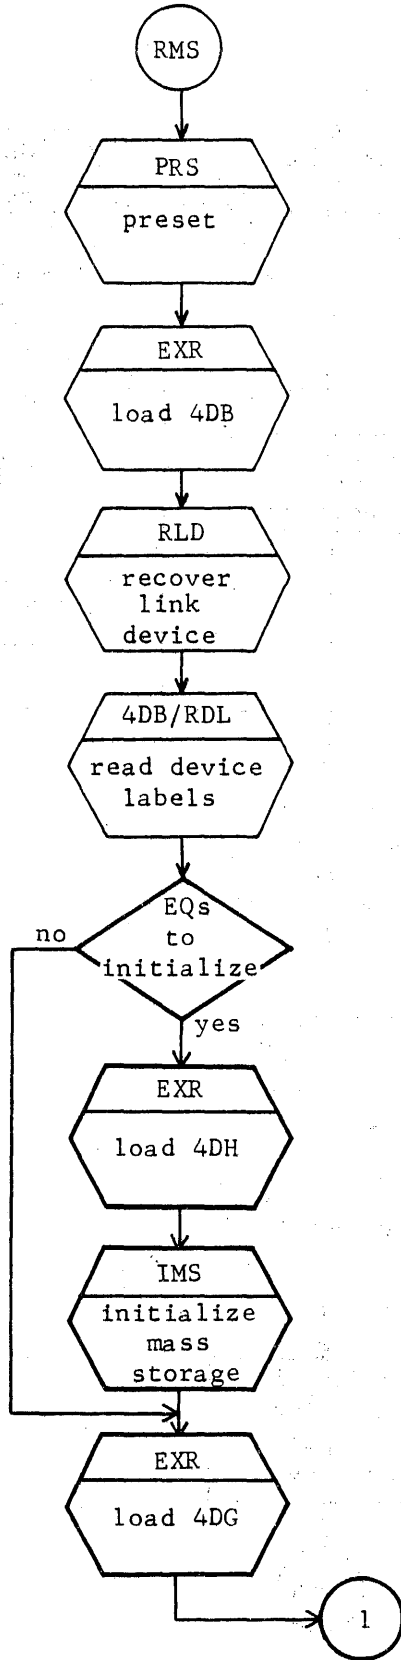 RMS
PRS
preset
EXR
load 4DB
RLD
recover
link
device
4DB/RDL
read device
labels
EQs
to
initialize
no
yes
EXR
load 4DH
IMS
initialize
mass
storage
EXR
load 4DG
1